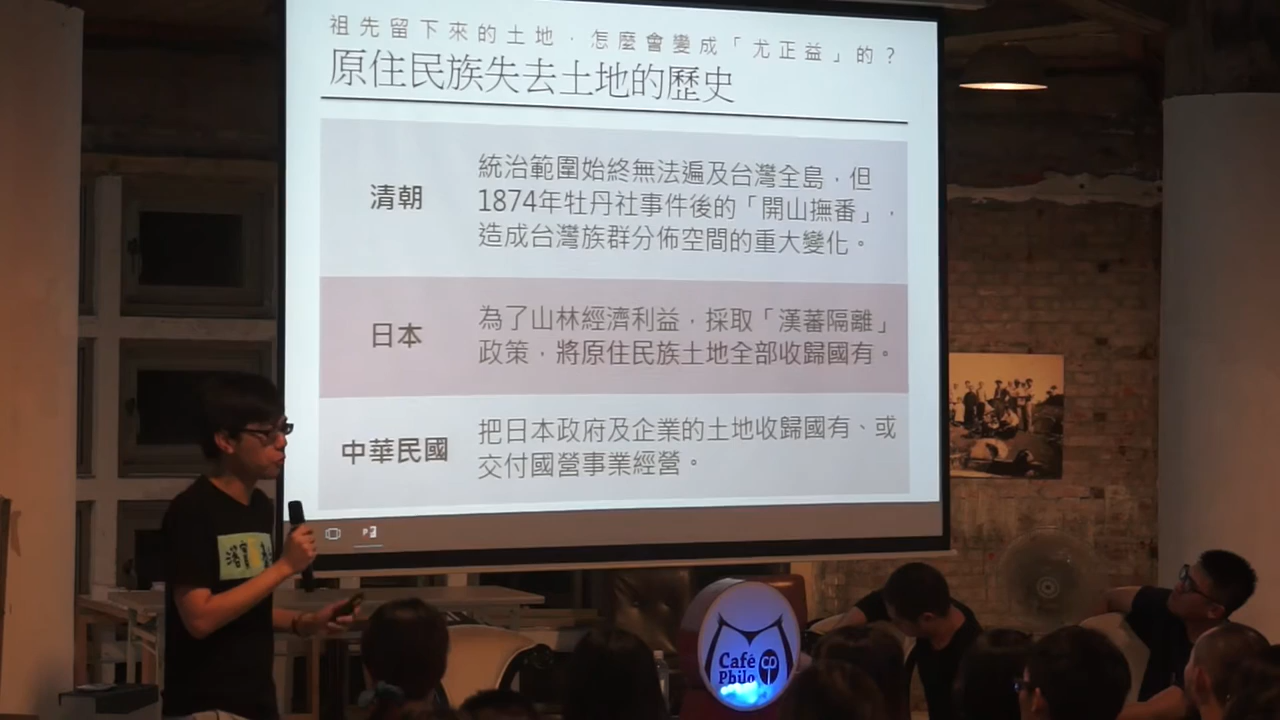 祖先留下來的土地，怎麼會變成「尤正益」的？
原住民族失去土地的歷史
清朝
統治範圍始終無法遍及台灣全島，但
1874年牡丹社事件後的「開山撫番」，
造成台灣族群分佈空間的重大變化。
日本
為了山林經濟利益，採取「漢蕃隔離」
政策，將原住民族土地全部收歸國有。
中華民國
把日本政府及企業的土地收歸國有、或
交付國營事業經營。
Café
Philo